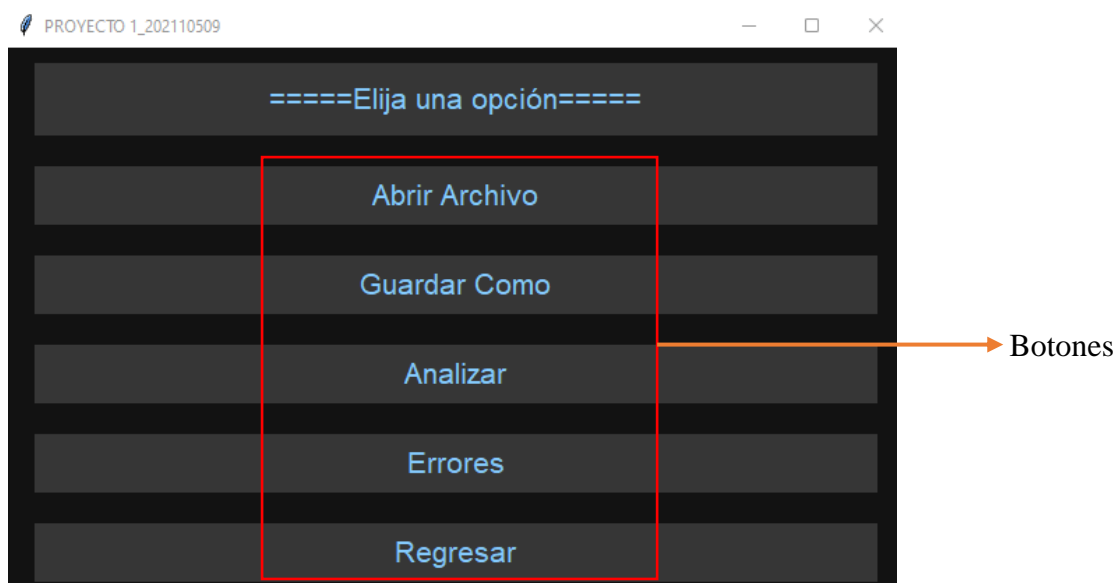 PROYECTO 1_202110509
=====Elija una opción=====
Abrir Archivo
Guardar Como
Analizar
Botones
Errores
Regresar